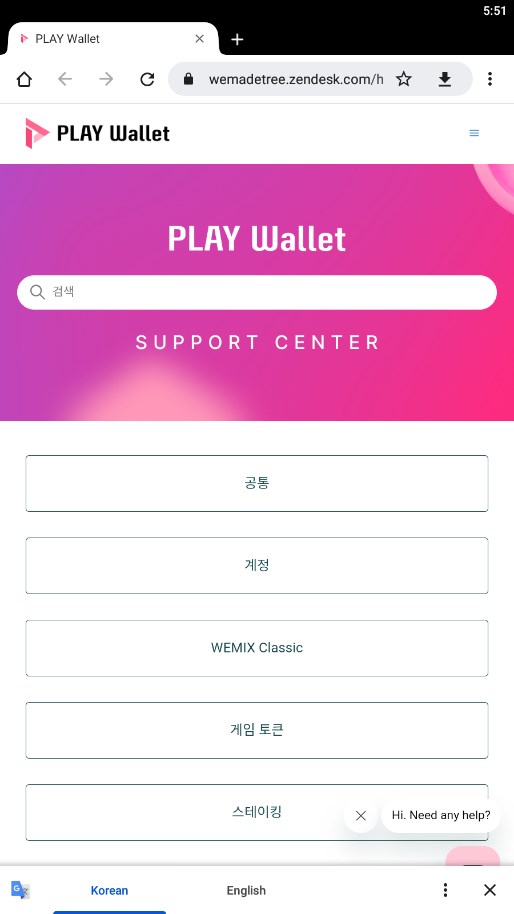 5:51
PLAY Wallet
wemadetree.zendesk.com/h
PLAY Wallet
PLAY Wallet
검색
SUPPORT CENTER
공통
계정
WEMIX Classic
게임 토큰
스테이킹
Hi. Need any help?
G
Korean
English